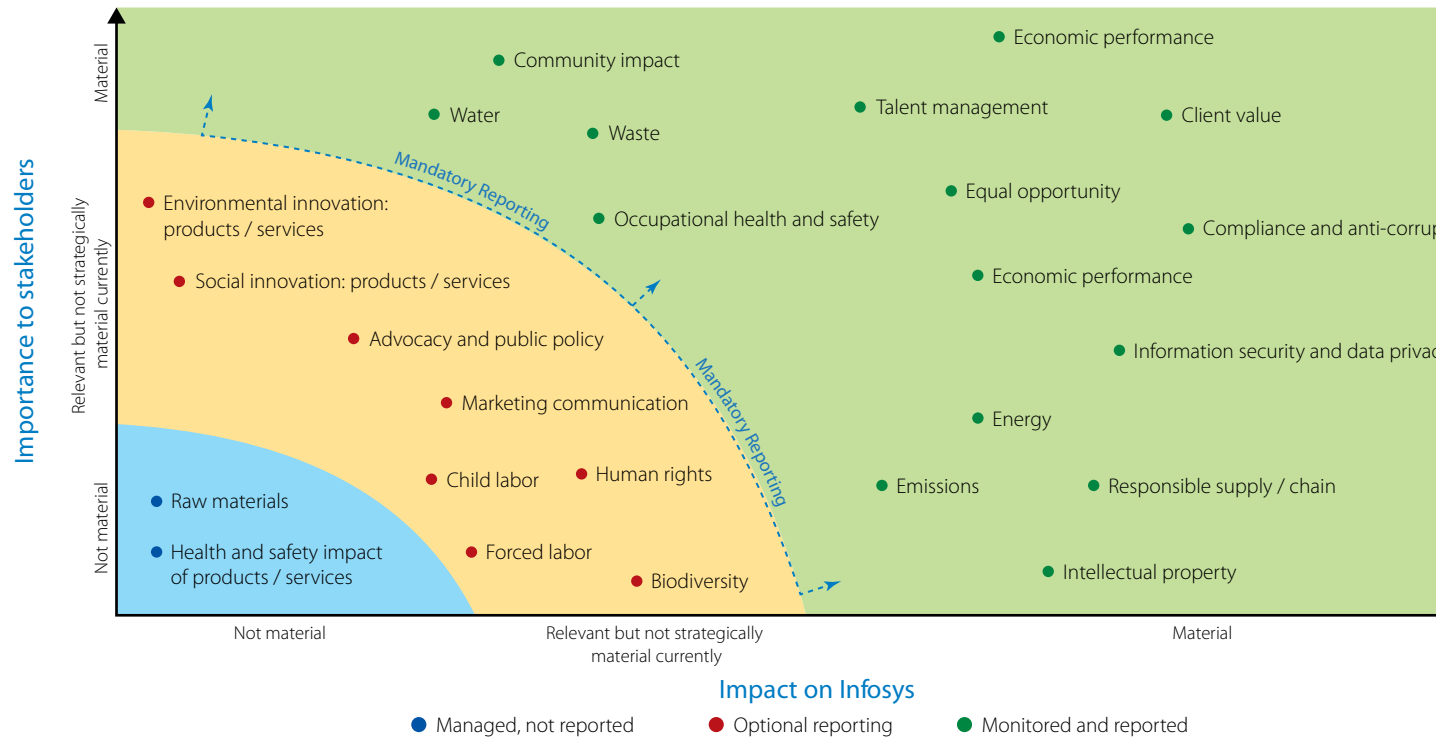 Importance to stakeholders
Material
Relevant but not strategically
material currently
Not material
Economic performance
Community impact
Talent management
Water
Client value
Waste
Mandatory Reporting
Equal opportunity
Environmental innovation:
products / services
Occupational health and safety
Compliance and anti-corrup
Economic performance
Social innovation: products / services
Advocacy and public policy
Information security and data privac
Mandatory Reporting
Marketing communication
Energy
Child labor
Human rights
Emissions
Responsible supply / chain
Raw materials
Health and safety impact
of products / services
Forced labor
Biodiversity
Intellectual property
Not material
Relevant but not strategically
material currently
Material
Impact on Infosys
Managed, not reported
Optional reporting
Monitored and reported